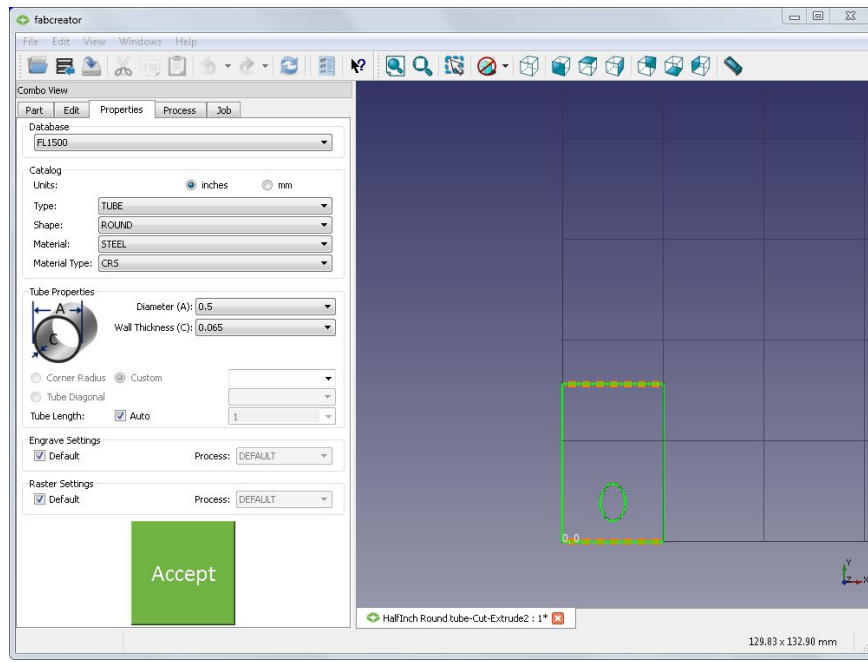 fabcreator
File Edit View Windows Help
Combo View
Part Edit Properties Process Job
Database
FL1500
Catalog
Units: inches mm
Type: TUBE
Shape: ROUND
Material: STEEL
Material Type: CRS
Tube Properties
A
C
Diameter (A): 0.5
Wall Thickness (C): 0.065
Corner Radius Custom
Tube Diagonal
Tube Length: Auto 1
Engrave Settings
Default Process: DEFAULT
Raster Settings
Default Process: DEFAULT
Accept
0, 0
Y
Z X
HalfInch Round tube-Cut-Extrude2 : 1*
129.83 x 132.90 mm